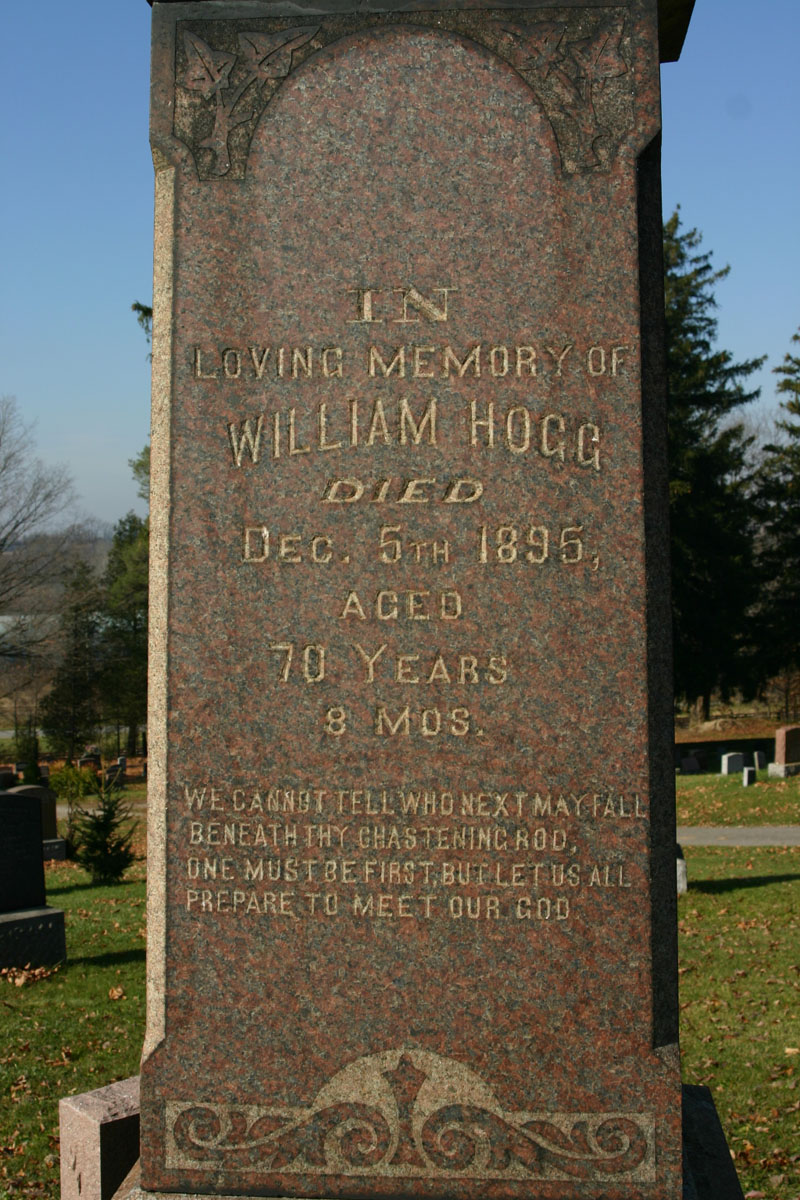 IN
LOVING MEMORY OF
WILLIAM HOGG
DIED
DEC. 5TH 1895,
AGED
70 YEARS
8 MOS.
WE CANNOT TELL WHO NEXT MAY FALL
BENEATH THY CHASTENING ROD,
ONE MUST BE FIRST, BUT LET US ALL
PREPARE TO MEET OUR GOD.